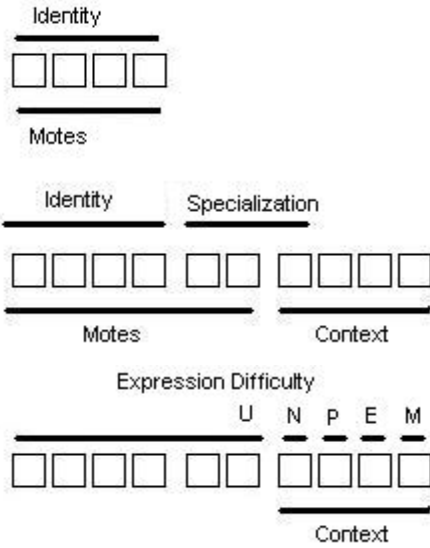 Identity
Motes
Identity Specialization
Motes Context
Expression Difficulty
U N P E M
Context